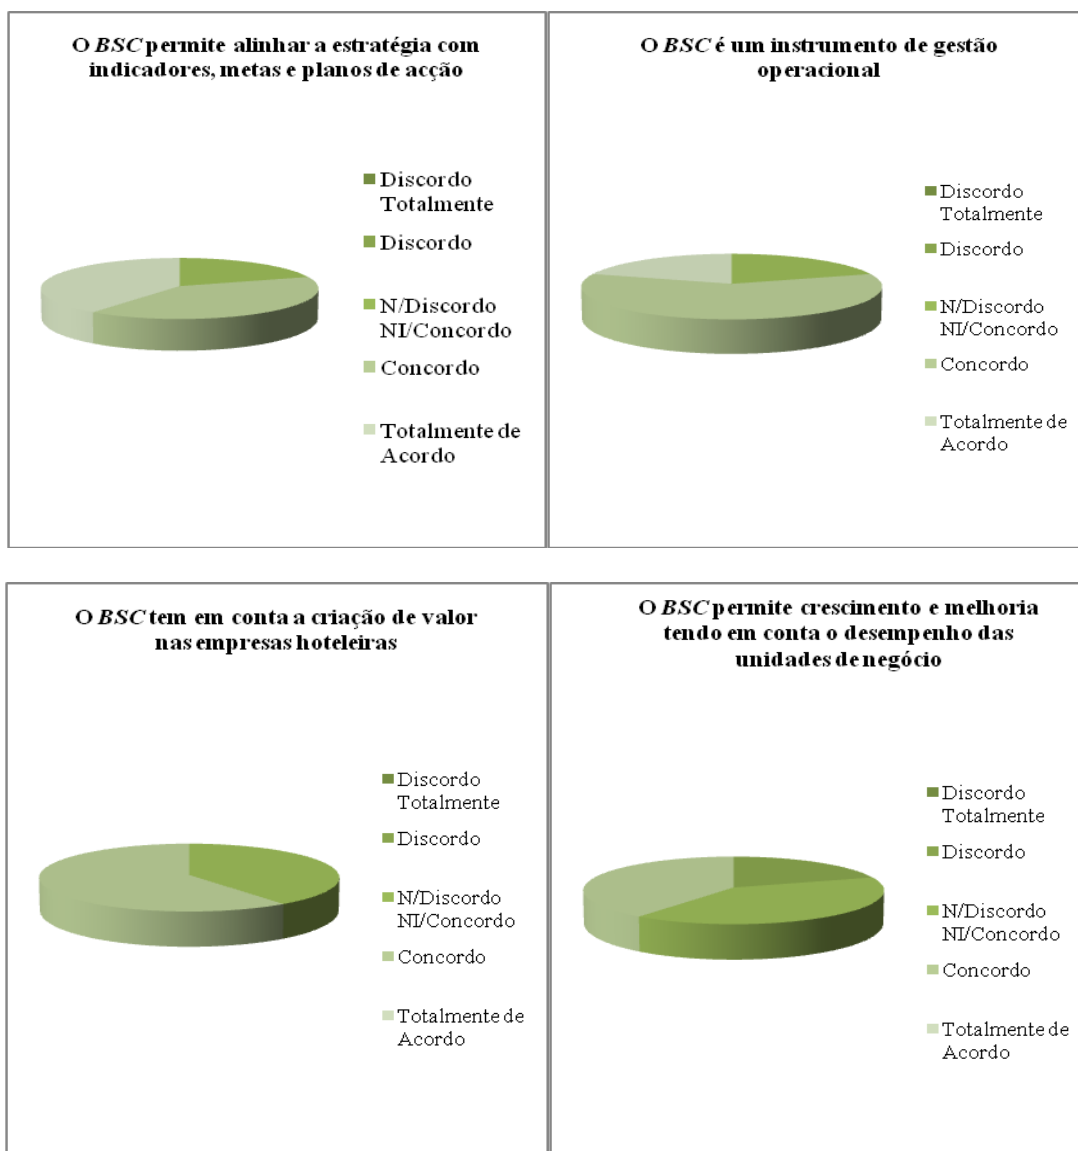 O BSC permite alinhar a estratégia com
indicadores, metas e planos de acção
Discordo
Totalmente
Discordo
N/Discordo
NI/Concordo
Concordo
Totalmente de
Acordo
O BSC é um instrumento de gestão
operacional
Discordo
Totalmente
Discordo
N/Discordo
NI/Concordo
Concordo
Totalmente de
Acordo
O BSC tem em conta a criação de valor
nas empresas hoteleiras
Discordo
Totalmente
Discordo
N/Discordo
NI/Concordo
Concordo
Totalmente de
Acordo
O BSC permite crescimento e melhoria
tendo em conta o desempenho das
unidades de negócio
Discordo
Totalmente
Discordo
N/Discordo
NI/Concordo
Concordo
Totalmente de
Acordo